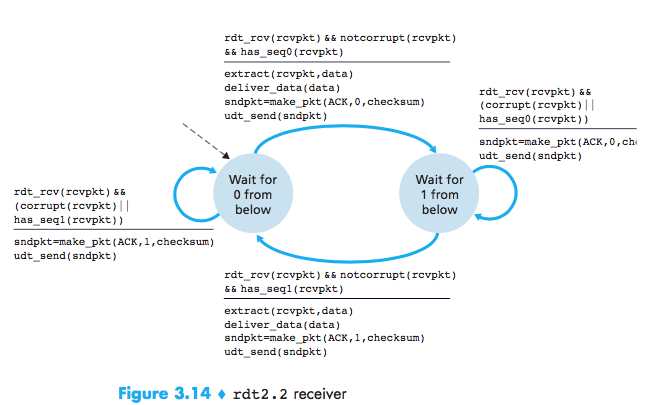 rdt_rcv(rcvpkt) && notcorrupt(rcvpkt)
&& has_seq0(rcvpkt)
extract(rcvpkt,data)
deliver_data(data)
sndpkt=make_pkt(ACK,0,checksum)
udt_send(sndpkt)
rdt_rcv(rcvpkt) &&
(corrupt(rcvpkt)||
has_seq0(rcvpkt))
sndpkt=make_pkt(ACK,0,ch
udt_send(sndpkt)
Wait for
0 from
below
Wait for
1 from
below
rdt_rcv(rcvpkt) &&
(corrupt(rcvpkt)||
has_seq1(rcvpkt))
sndpkt=make_pkt(ACK,1,checksum)
udt_send(sndpkt)
rdt_rcv(rcvpkt) && notcorrupt(rcvpkt)
&& has_seq1(rcvpkt)
extract(rcvpkt,data)
deliver_data(data)
sndpkt=make_pkt(ACK,1,checksum)
udt_send(sndpkt)
Figure 3.14 ♦ rdt2.2 receiver